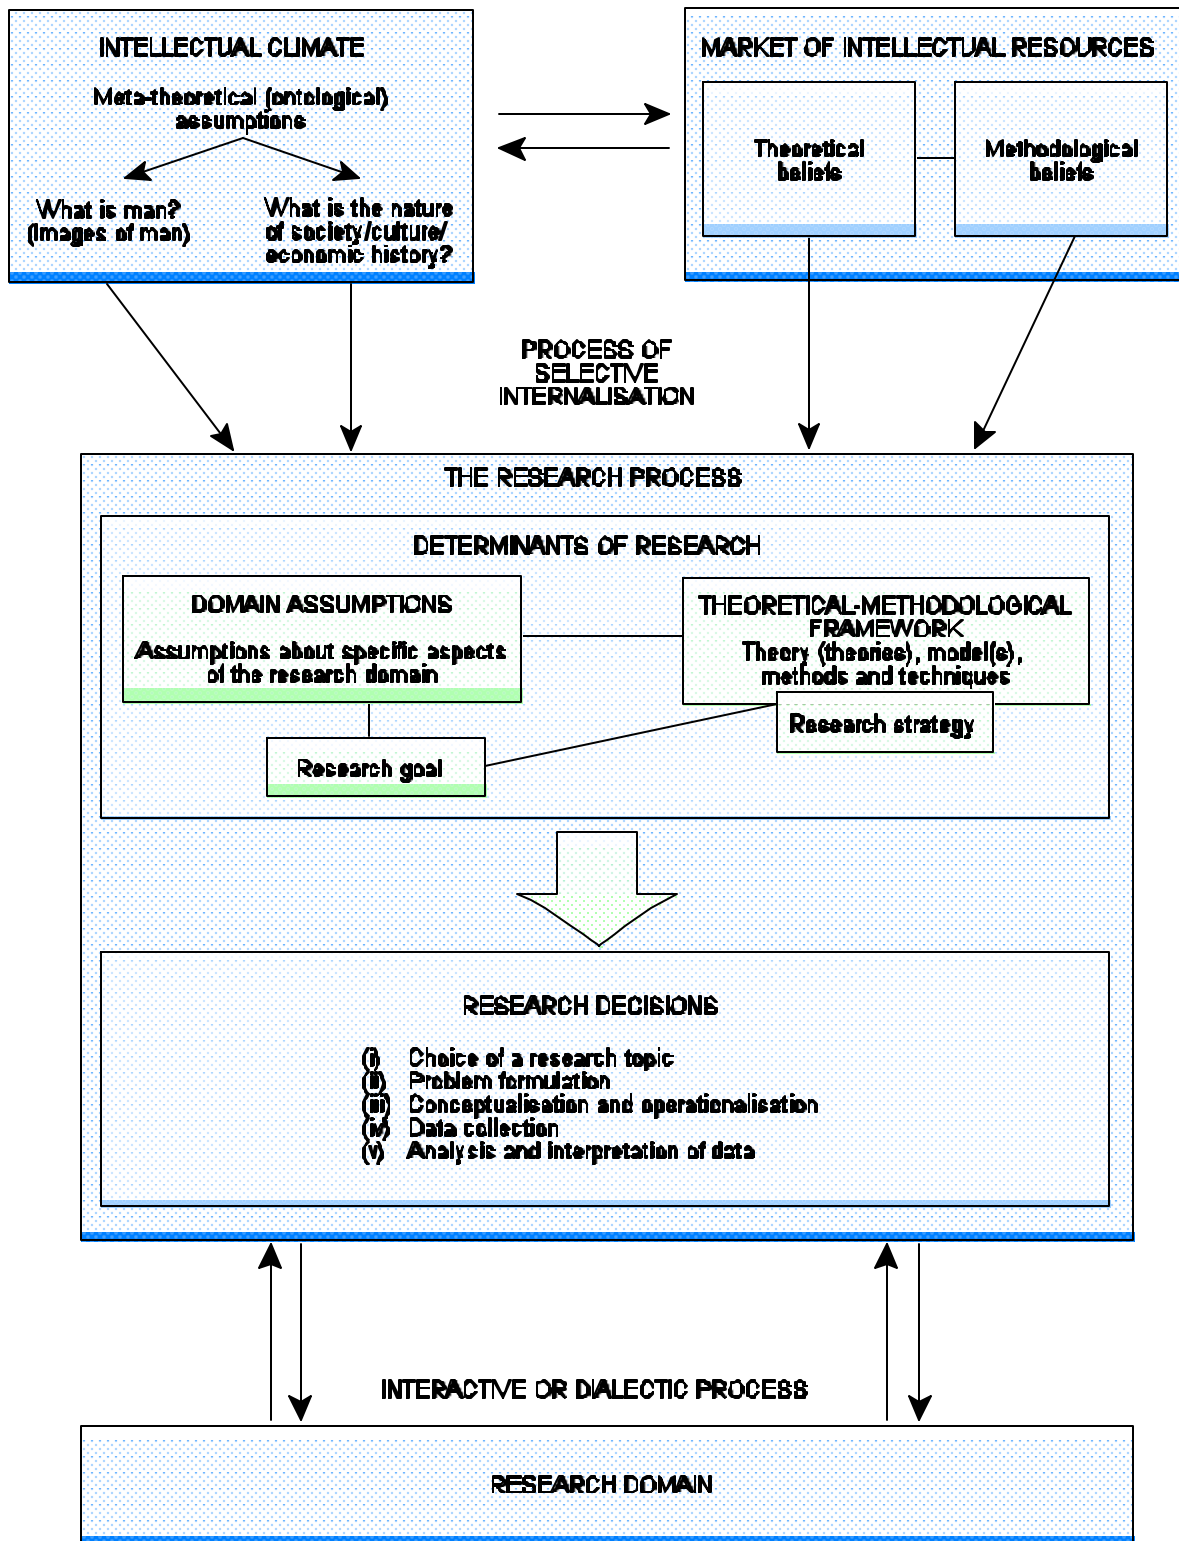 INTELLECTUAL CLIMATE
Meta-theoretical (ontological)
assumptions
What is man?
(Images of man)
What is the nature
of society/culture/
economic history?
MARKET OF INTELLECTUAL RESOURCES
Theoretical
beliefs
Methodological
beliefs
PROCESS OF
SELECTIVE
INTERNALISATION
THE RESEARCH PROCESS
DETERMINANTS OF RESEARCH
DOMAIN ASSUMPTIONS
Assumptions about specific aspects
of the research domain
THEORETICAL-METHODOLOGICAL
FRAMEWORK
Theory (theories), model(s),
methods and techniques
Research strategy
Research goal
RESEARCH DECISIONS
(i) Choice of a research topic
(ii) Problem formulation
(iii) Conceptualisation and operationalisation
(iv) Data collection
(v) Analysis and interpretation of data
INTERACTIVE OR DIALECTIC PROCESS
RESEARCH DOMAIN